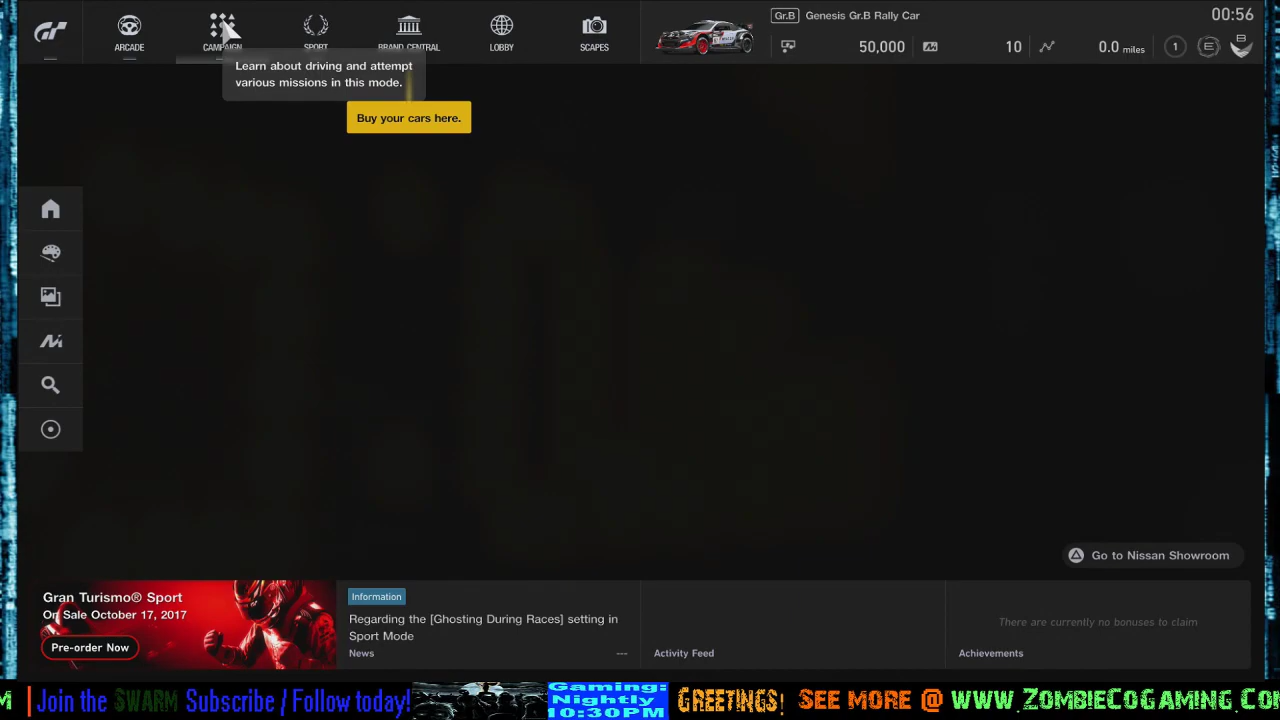 ARCADE
CAMPAIGN
SPORT
BRAND CENTRAL
LOBBY
SCAPES
Gr.B Genesis Gr.B Rally Car
50,000
10
0.0 miles
00:56
1
E
B
Learn about driving and attempt
various missions in this mode.
Buy your cars here.
Go to Nissan Showroom
Gran Turismo® Sport
On Sale October 17, 2017
Pre-order Now
Information
Regarding the [Ghosting During Races] setting in
Sport Mode
News
---
Activity Feed
There are currently no bonuses to claim
Achievements
M | Join the SWARM Subscribe / Follow today!
Gaming:
Nightly
10:30PM
GREETINGS! SEE MORE @ WWW.ZOMBIECOGAMING.CO